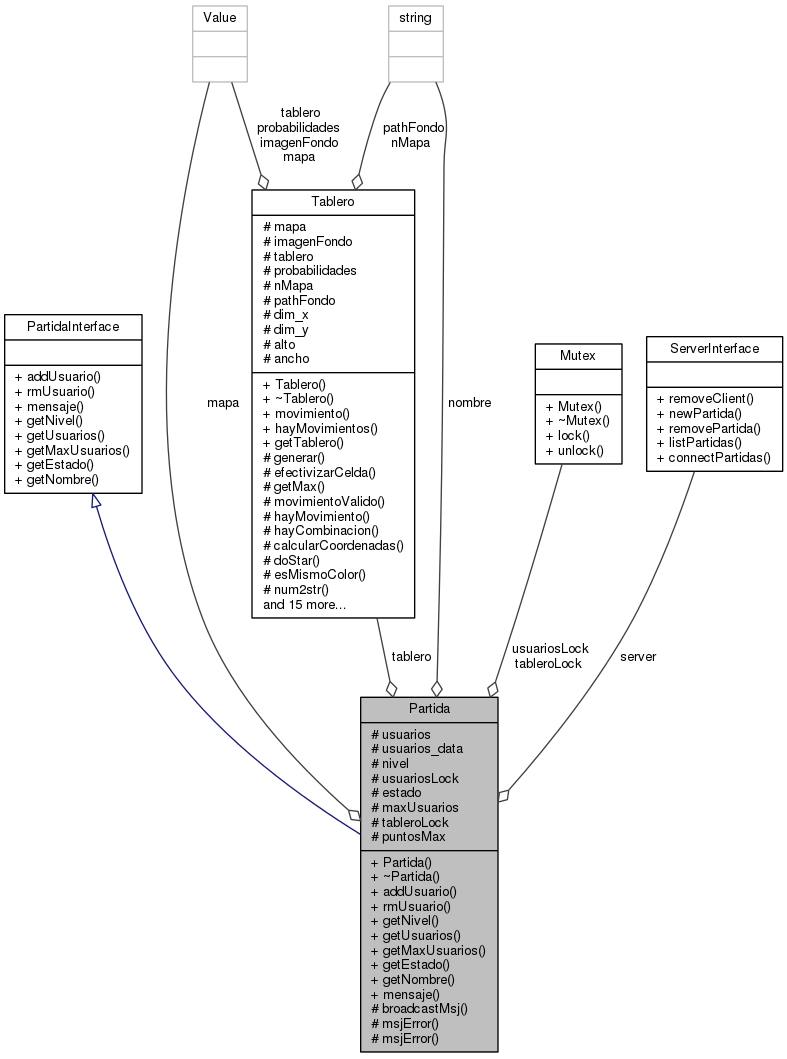 Value
string
tablero
probabilidades
imagenFondo
mapa
pathFondo
nMapa
Tablero
# mapa
# imagenFondo
# tablero
# probabilidades
# nMapa
# pathFondo
# dim_x
# dim_y
# alto
# ancho
+ Tablero()
+ ~Tablero()
+ movimiento()
+ hayMovimientos()
+ getTablero()
# generar()
# efectivizarCelda()
# getMax()
# movimientoValido()
# hayMovimiento()
# hayCombinacion()
# calcularCoordenadas()
# doStar()
# esMismoColor()
# num2str()
and 15 more...
PartidaInterface
+ addUsuario()
+ rmUsuario()
+ mensaje()
+ getNivel()
+ getUsuarios()
+ getMaxUsuarios()
+ getEstado()
+ getNombre()
mapa
nombre
Mutex
+ Mutex()
+ ~Mutex()
+ lock()
+ unlock()
ServerInterface
+ removeClient()
+ newPartida()
+ removePartida()
+ listPartidas()
+ connectPartidas()
tablero
usuariosLock
tableroLock
server
Partida
# usuarios
# usuarios_data
# nivel
# usuariosLock
# estado
# maxUsuarios
# tableroLock
# puntosMax
+ Partida()
+ ~Partida()
+ addUsuario()
+ rmUsuario()
+ getNivel()
+ getUsuarios()
+ getMaxUsuarios()
+ getEstado()
+ getNombre()
+ mensaje()
# broadcastMsj()
# msjError()
# msjError()